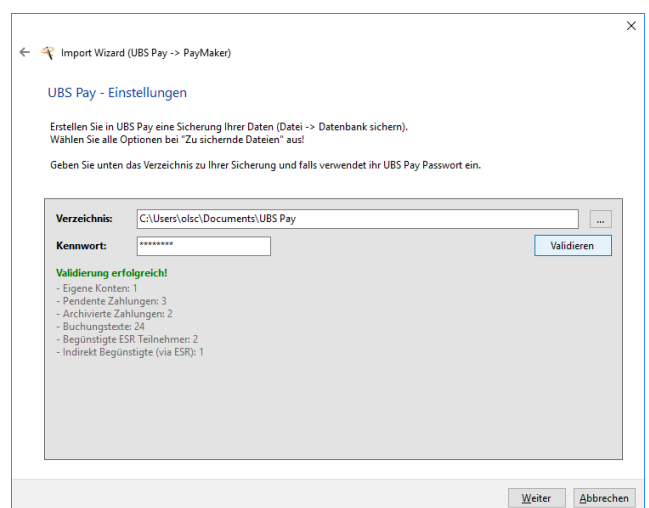 Import Wizard (UBS Pay -> PayMaker)
UBS Pay - Einstellungen
Erstellen Sie in UBS Pay eine Sicherung Ihrer Daten (Datei -> Datenbank sichern).
Wählen Sie alle Optionen bei "Zu sichernde Dateien" aus!
Geben Sie unten das Verzeichnis zu Ihrer Sicherung und falls verwendet ihr UBS Pay Passwort ein.
Verzeichnis: C:\Users\olsc\Documents\UBS Pay ...
Kennwort: ******** Validieren
Validierung erfolgreich!
- Eigene Konten: 1
- Pendente Zahlungen: 3
- Archivierte Zahlungen: 2
- Buchungstexte: 24
- Begünstigte ESR Teilnehmer: 2
- Indirekt Begünstigte (via ESR): 1
Weiter Abbrechen